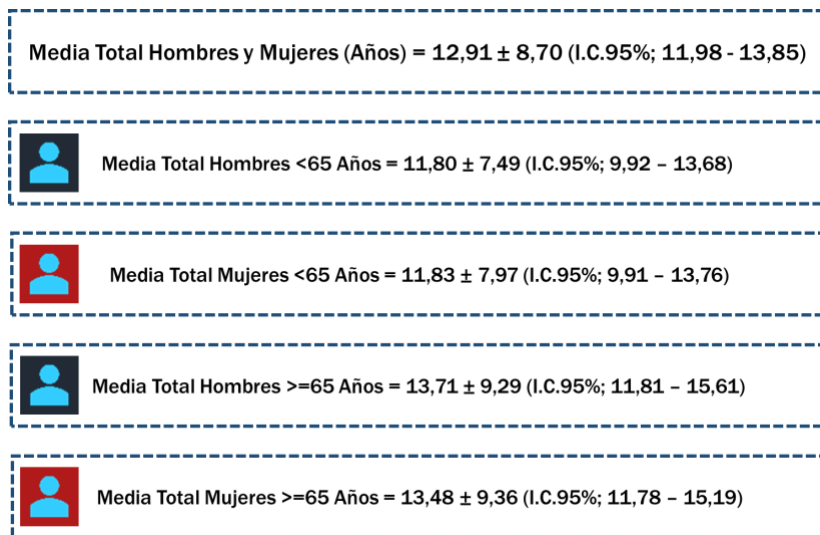 Media Total Hombres y Mujeres (Años) = 12,91 ± 8,70 (I.C.95%; 11,98 - 13,85)
Media Total Hombres <65 Años = 11,80 ± 7,49 (I.C.95%; 9,92 – 13,68)
Media Total Mujeres <65 Años = 11,83 ± 7,97 (I.C.95%; 9,91 – 13,76)
Media Total Hombres >=65 Años = 13,71 ± 9,29 (I.C.95%; 11,81 – 15,61)
Media Total Mujeres >=65 Años = 13,48 ± 9,36 (I.C.95%; 11,78 – 15,19)